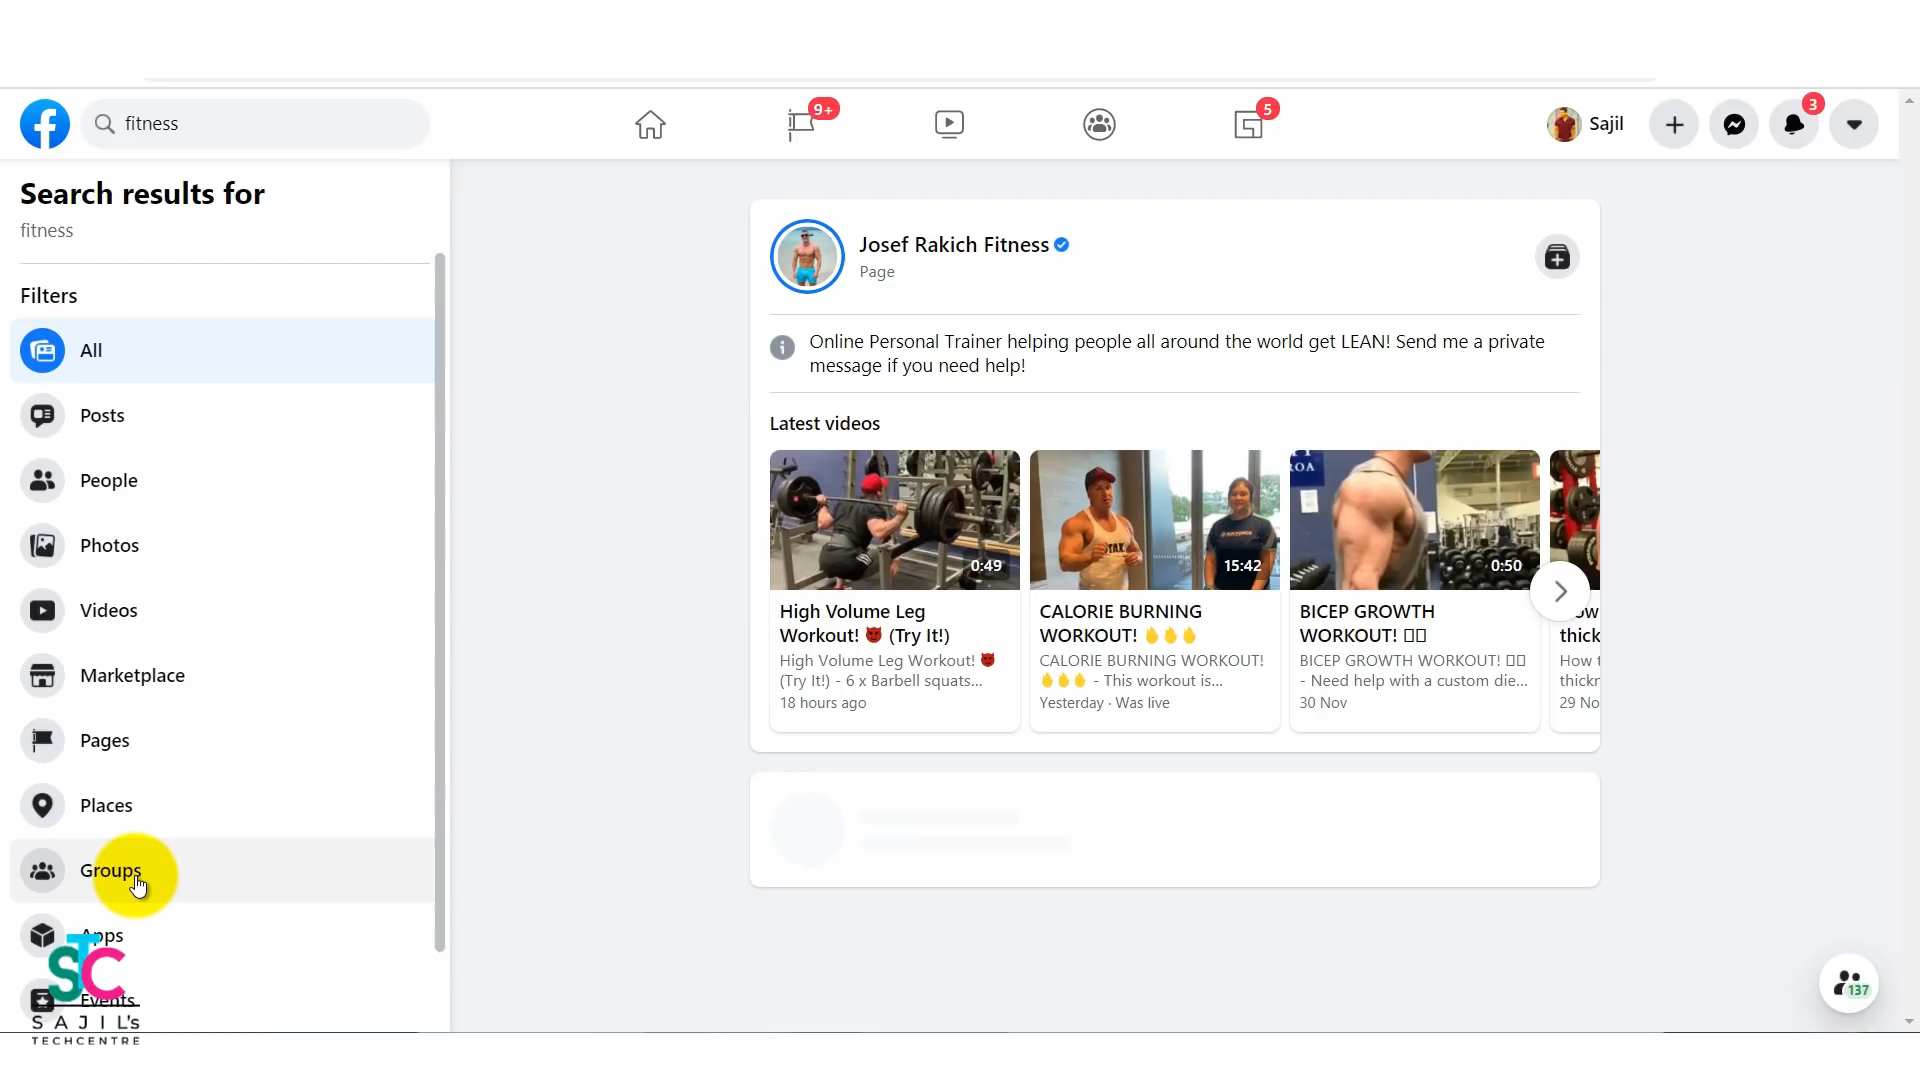 fitness
9+
5
Sajil
3
Search results for
fitness
Filters
All
Posts
People
Photos
Videos
Marketplace
Pages
Places
Groups
Apps
Events
STC
SAJIL's
TECHCENTRE
Josef Rakich Fitness
Page
Online Personal Trainer helping people all around the world get LEAN! Send me a private
message if you need help!
Latest videos
0:49
High Volume Leg
Workout! 👿 (Try It!)
High Volume Leg Workout! 👿
(Try It!) - 6 x Barbell squats...
18 hours ago
15:42
CALORIE BURNING
WORKOUT! 🔥🔥🔥
CALORIE BURNING WORKOUT!
🔥🔥🔥 - This workout is...
Yesterday · Was live
0:50
BICEP GROWTH
WORKOUT! ▯▯
BICEP GROWTH WORKOUT! ▯▯
- Need help with a custom die...
30 Nov
thick
How t
thickr
29 No
137